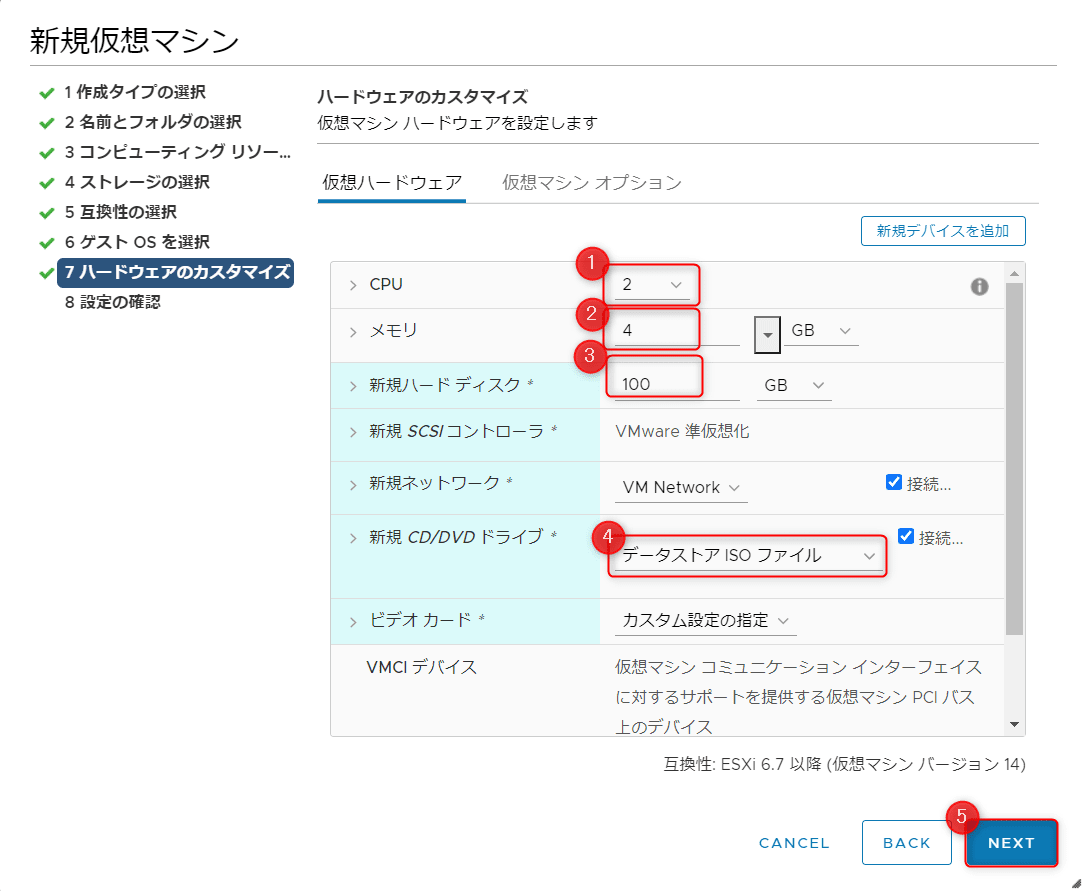 新規仮想マシン
1 作成タイプの選択
2 名前とフォルダの選択
3 コンピューティング リソー...
4 ストレージの選択
5 互換性の選択
6 ゲスト OS を選択
7 ハードウェアのカスタマイズ
8 設定の確認
ハードウェアのカスタマイズ
仮想マシン ハードウェアを設定します
仮想ハードウェア 仮想マシン オプション
新規デバイスを追加
CPU 1 2
メモリ 2 4 GB
新規ハード ディスク * 3 100 GB
新規 SCSI コントローラ * VMware 準仮想化
新規ネットワーク * VM Network 接続...
新規 CD/DVD ドライブ * 4 データストア ISO ファイル 接続...
ビデオ カード * カスタム設定の指定
VMCI デバイス 仮想マシン コミュニケーション インターフェイス
に対するサポートを提供する仮想マシン PCI バス
上のデバイス
互換性: ESXi 6.7 以降 (仮想マシン バージョン 14)
5
CANCEL BACK NEXT